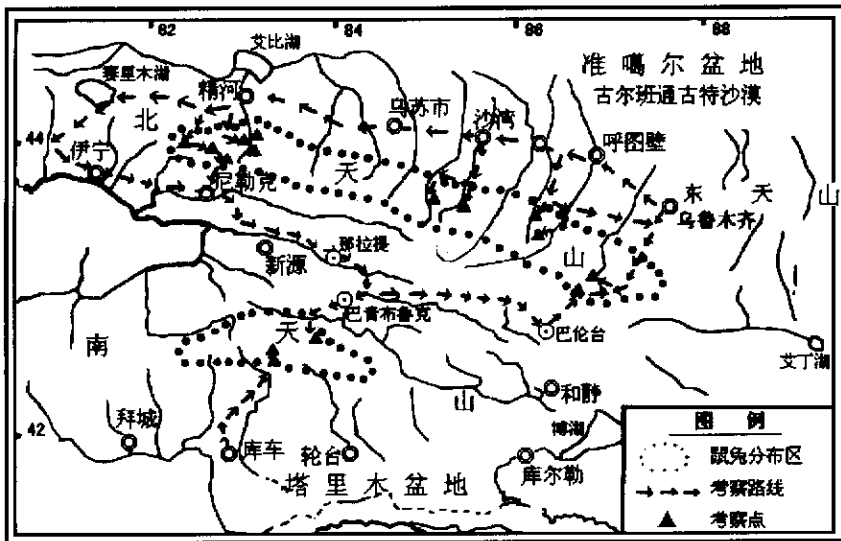 82
84
86
88
艾比湖
赛里木湖
准噶尔盆地
古尔班通古特沙漠
精河
乌苏市
沙湾
呼图壁
北
44
伊宁
天
尼勒克
东天山
乌鲁木齐
那拉提
新源
山
巴音布鲁克
巴伦台
南
天
艾丁湖
山
和静
拜城
博湖
42
库车
轮台
库尔勒
塔里木盆地
图例
鼠兔分布区
考察路线
考察点